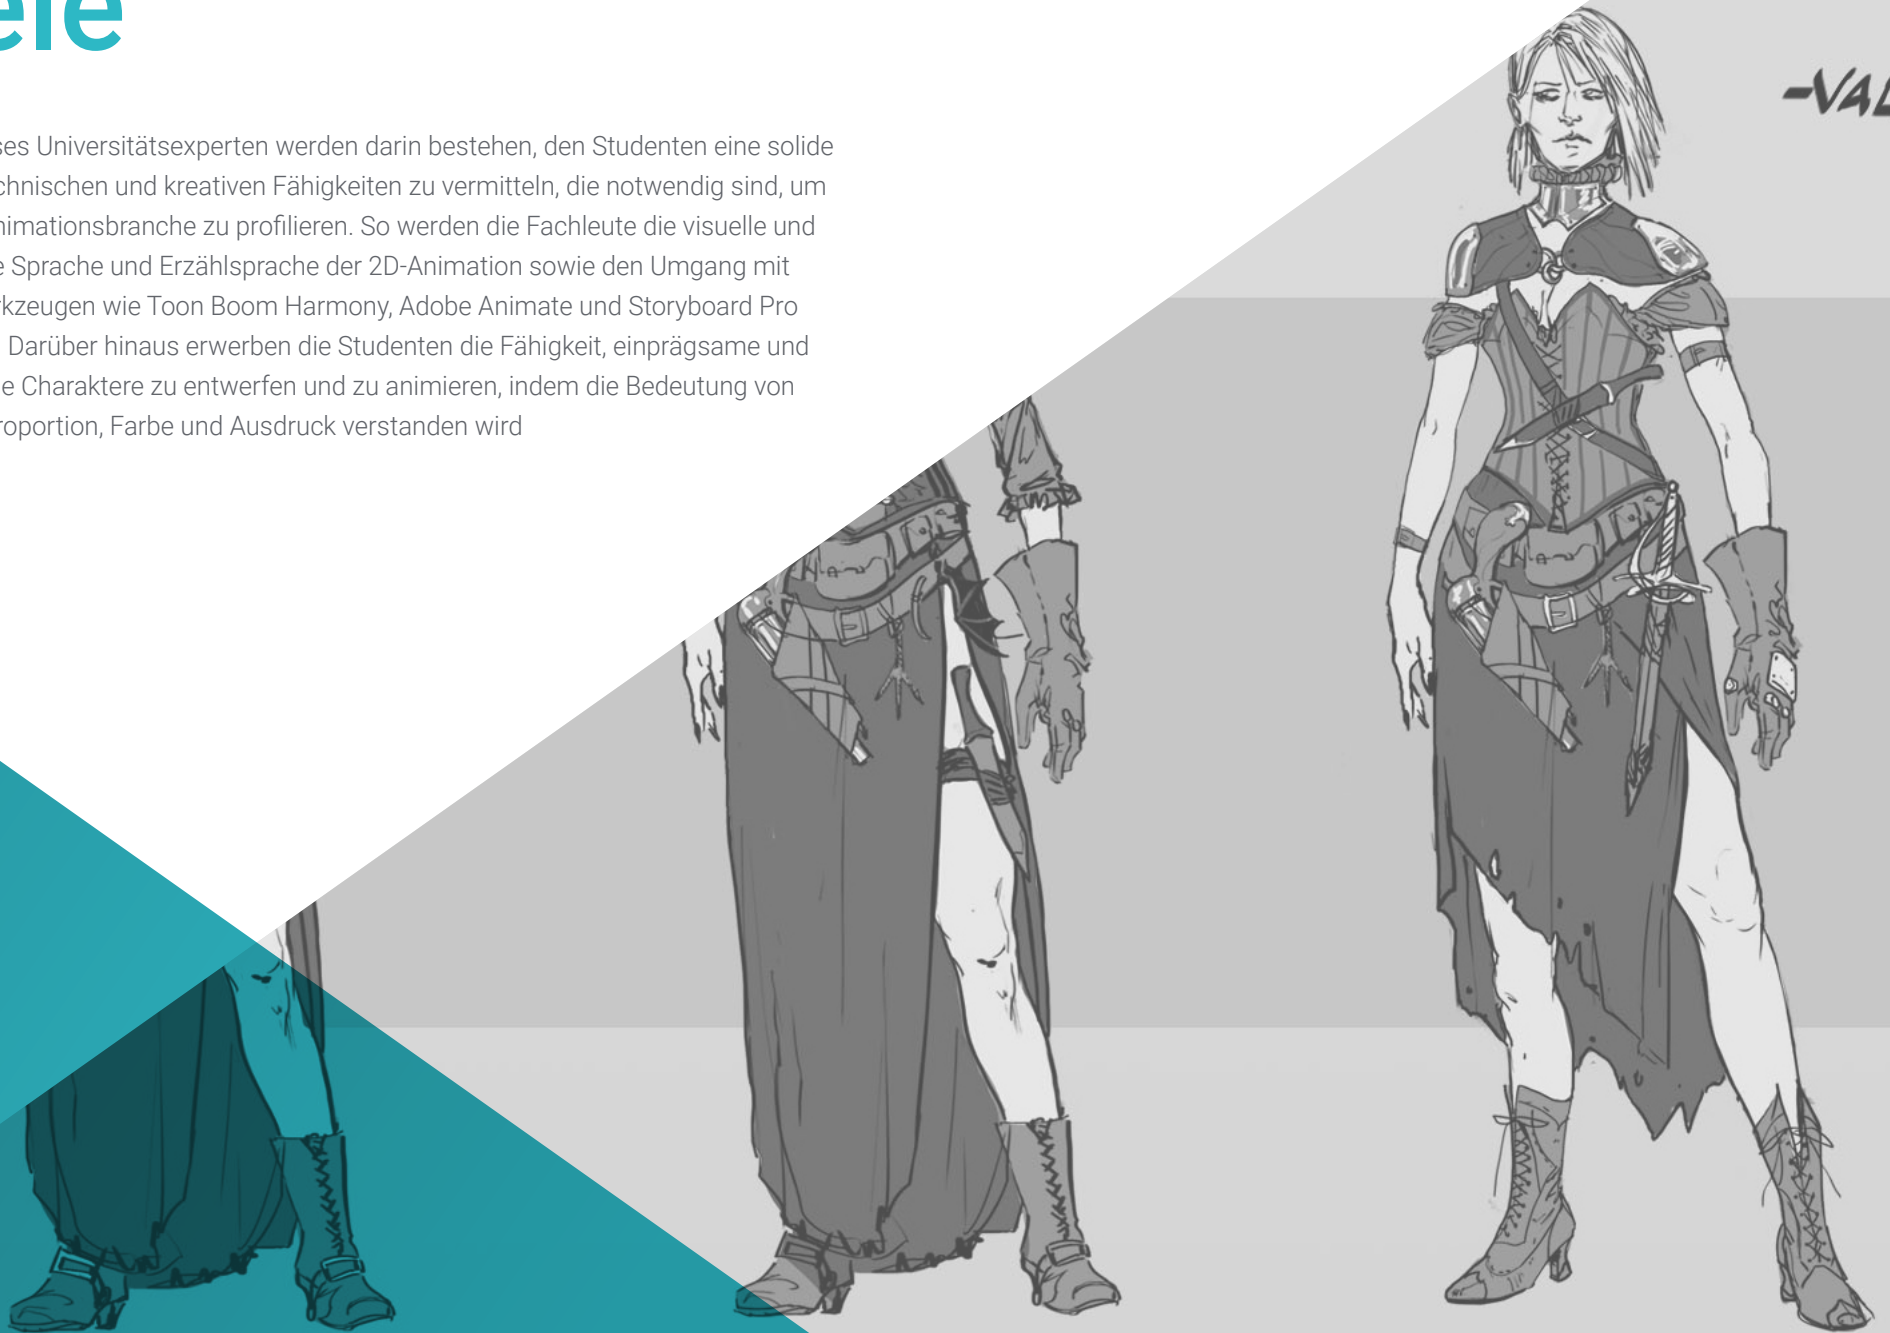 ele
ses Universitätsexperten werden darin bestehen, den Studenten eine solide
chnischen und kreativen Fähigkeiten zu vermitteln, die notwendig sind, um
nimationsbranche zu profilieren. So werden die Fachleute die visuelle und
e Sprache und Erzählsprache der 2D-Animation sowie den Umgang mit
kzeugen wie Toon Boom Harmony, Adobe Animate und Storyboard Pro
Darüber hinaus erwerben die Studenten die Fähigkeit, einprägsame und
e Charaktere zu entwerfen und zu animieren, indem die Bedeutung von
roportion, Farbe und Ausdruck verstanden wird
-VAL